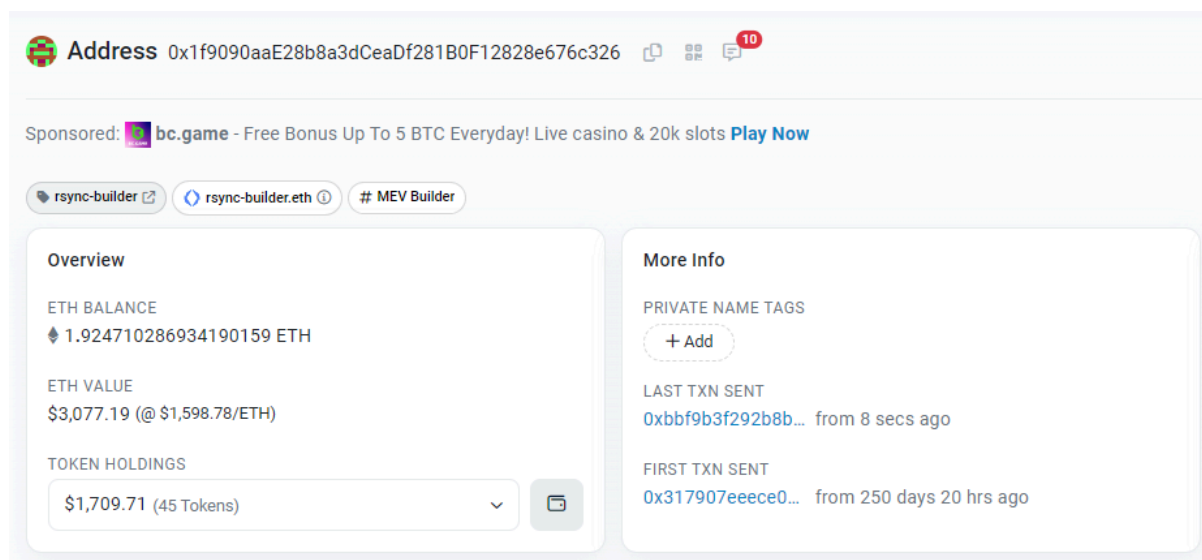 Address 0x1f9090aaE28b8a3dCeaDf281B0F12828e676c326 10
Sponsored: bc.game - Free Bonus Up To 5 BTC Everyday! Live casino & 20k slots Play Now
rsync-builder rsync-builder.eth # MEV Builder
Overview
ETH BALANCE
1.924710286934190159 ETH
ETH VALUE
$3,077.19 (@ $1,598.78/ETH)
TOKEN HOLDINGS
$1,709.71 (45 Tokens)
More Info
PRIVATE NAME TAGS
+ Add
LAST TXN SENT
0xbbf9b3f292b8b... from 8 secs ago
FIRST TXN SENT
0x317907eeece0... from 250 days 20 hrs ago